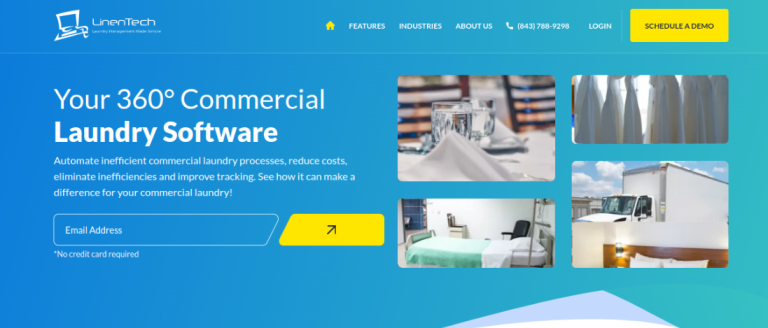 LinenTech
Laundry Management Made Simple
FEATURES INDUSTRIES ABOUT US (843) 788-9298 LOGIN SCHEDULE A DEMO
Your 360° Commercial
Laundry Software
Automate inefficient commercial laundry processes, reduce costs,
eliminate inefficiencies and improve tracking. See how it can make a
difference for your commercial laundry!
Email Address
*No credit card required